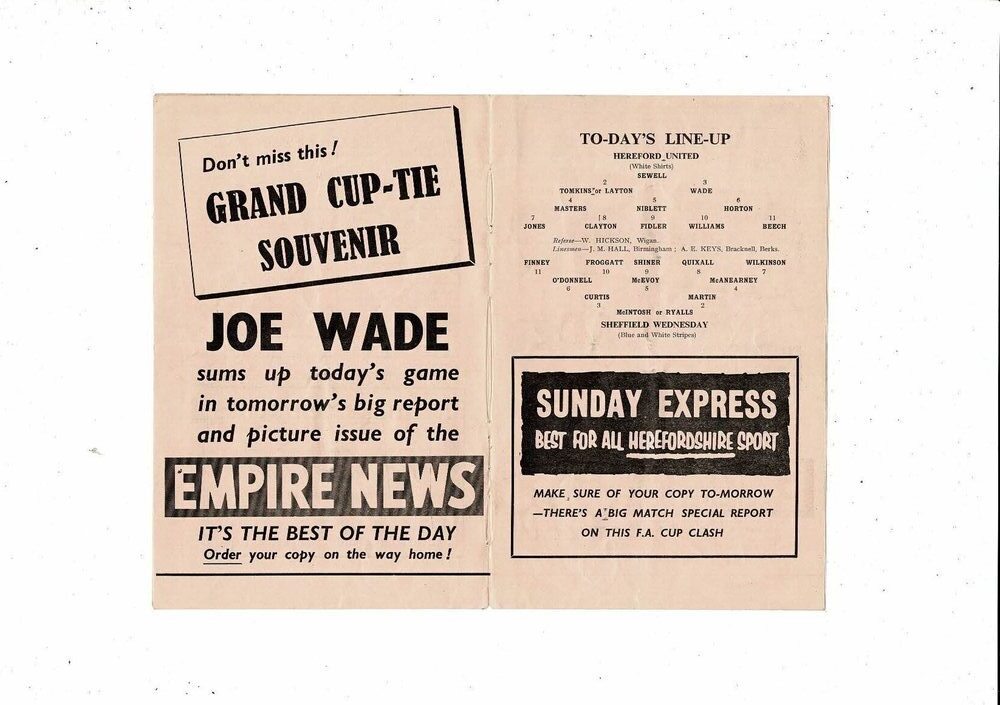 Don't miss this!
GRAND CUP-TIE
SOUVENIR
JOE WADE
sums up today's game
in tomorrow's big report
and picture issue of the
EMPIRE NEWS
IT'S THE BEST OF THE DAY
Order your copy on the way home!
TO-DAY'S LINE-UP
HEREFORD UNITED
(White Shirts)
SEWELL
2 3
TOMKINS or LAYTON WADE
4 5 6
MASTERS NIBLETT HORTON
7 8 9 10 11
JONES CLAYTON FIDLER WILLIAMS BEECH
Referee—W. HICKSON, Wigan.
Linesmen—J. M. HALL, Birmingham; A. E. KEYS, Bracknell, Berks.
FINNEY FROGGATT SHINER QUIXALL WILKINSON
11 10 9 8 7
O'DONNELL McEVOY McANEARNEY
6 5 4
CURTIS MARTIN
3 2
McINTOSH or RYALLS
SHEFFIELD WEDNESDAY
(Blue and White Stripes)
SUNDAY EXPRESS
BEST FOR ALL HEREFORDSHIRE SPORT
MAKE SURE OF YOUR COPY TO-MORROW
—THERE'S A BIG MATCH SPECIAL REPORT
ON THIS F.A. CUP CLASH